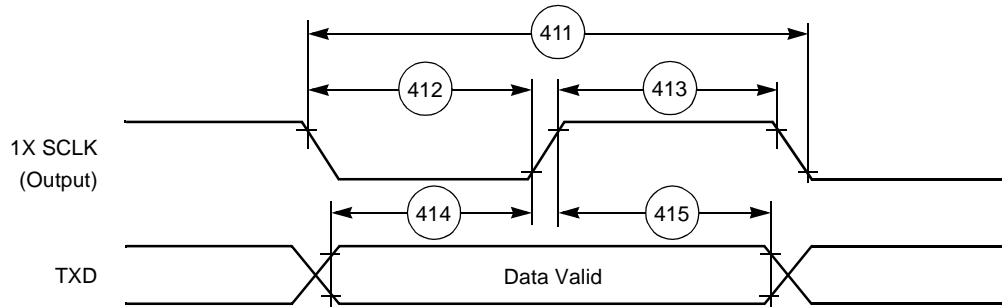 411
412
413
1X SCLK
(Output)
414
415
TXD
Data Valid